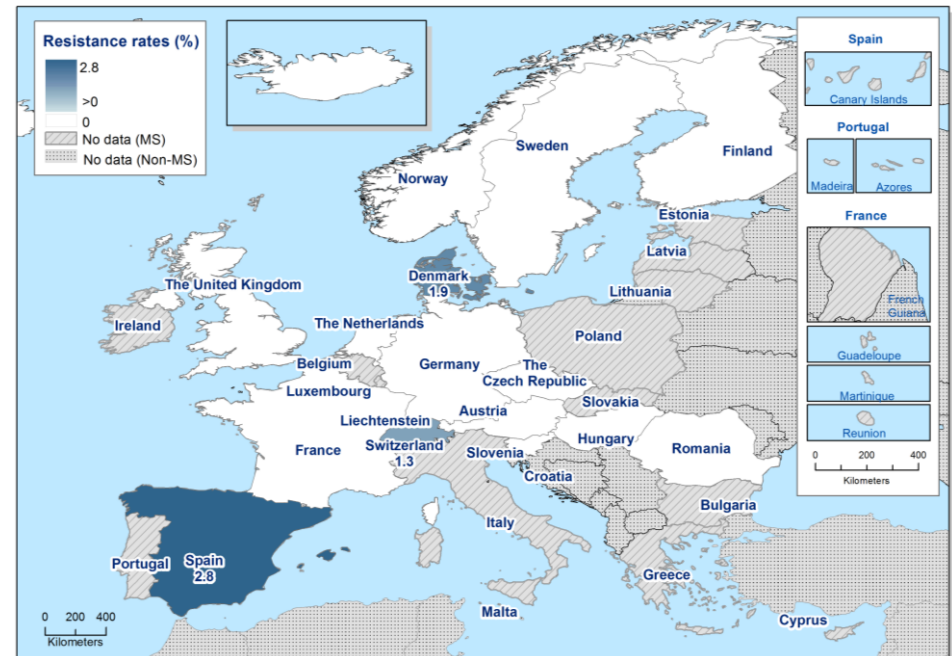 Resistance rates (%)
2.8
>0
0
No data (MS)
No data (Non-MS)
Spain
Canary Islands
Portugal
Madeira
Azores
France
French
Guiana
Guadeloupe
Martinique
Reunion
0 200 400
Kilometers
Sweden
Finland
Norway
Estonia
Latvia
Denmark
1.9
Lithuania
The United Kingdom
Ireland
The Netherlands
Poland
Belgium
Germany
The
Czech Republic
Luxembourg
Slovakia
Austria
Liechtenstein
Switzerland
1.3
France
Hungary
Slovenia
Romania
Croatia
Bulgaria
Italy
Portugal
Spain
2.8
Greece
Malta
Cyprus
0 200 400
Kilometers